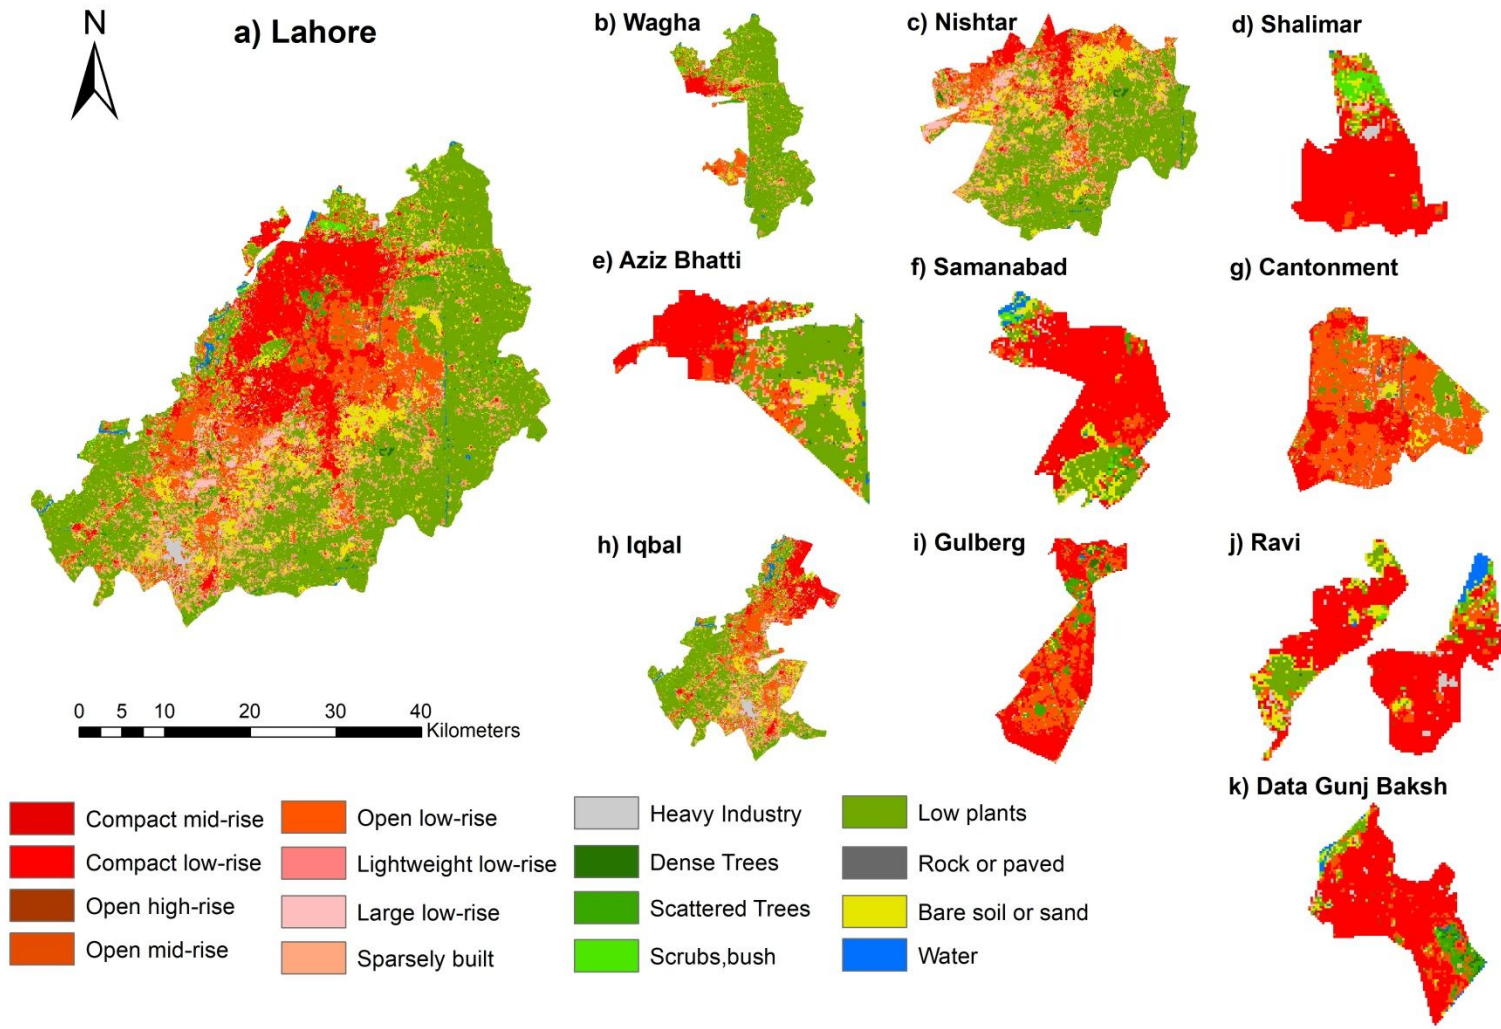 N
a) Lahore
b) Wagha
c) Nishtar
d) Shalimar
e) Aziz Bhatti
f) Samanabad
g) Cantonment
h) Iqbal
i) Gulberg
j) Ravi
k) Data Gunj Baksh
0 5 10 20 30 40
Kilometers
Compact mid-rise
Compact low-rise
Open high-rise
Open mid-rise
Open low-rise
Lightweight low-rise
Large low-rise
Sparsely built
Heavy Industry
Dense Trees
Scattered Trees
Scrubs,bush
Low plants
Rock or paved
Bare soil or sand
Water